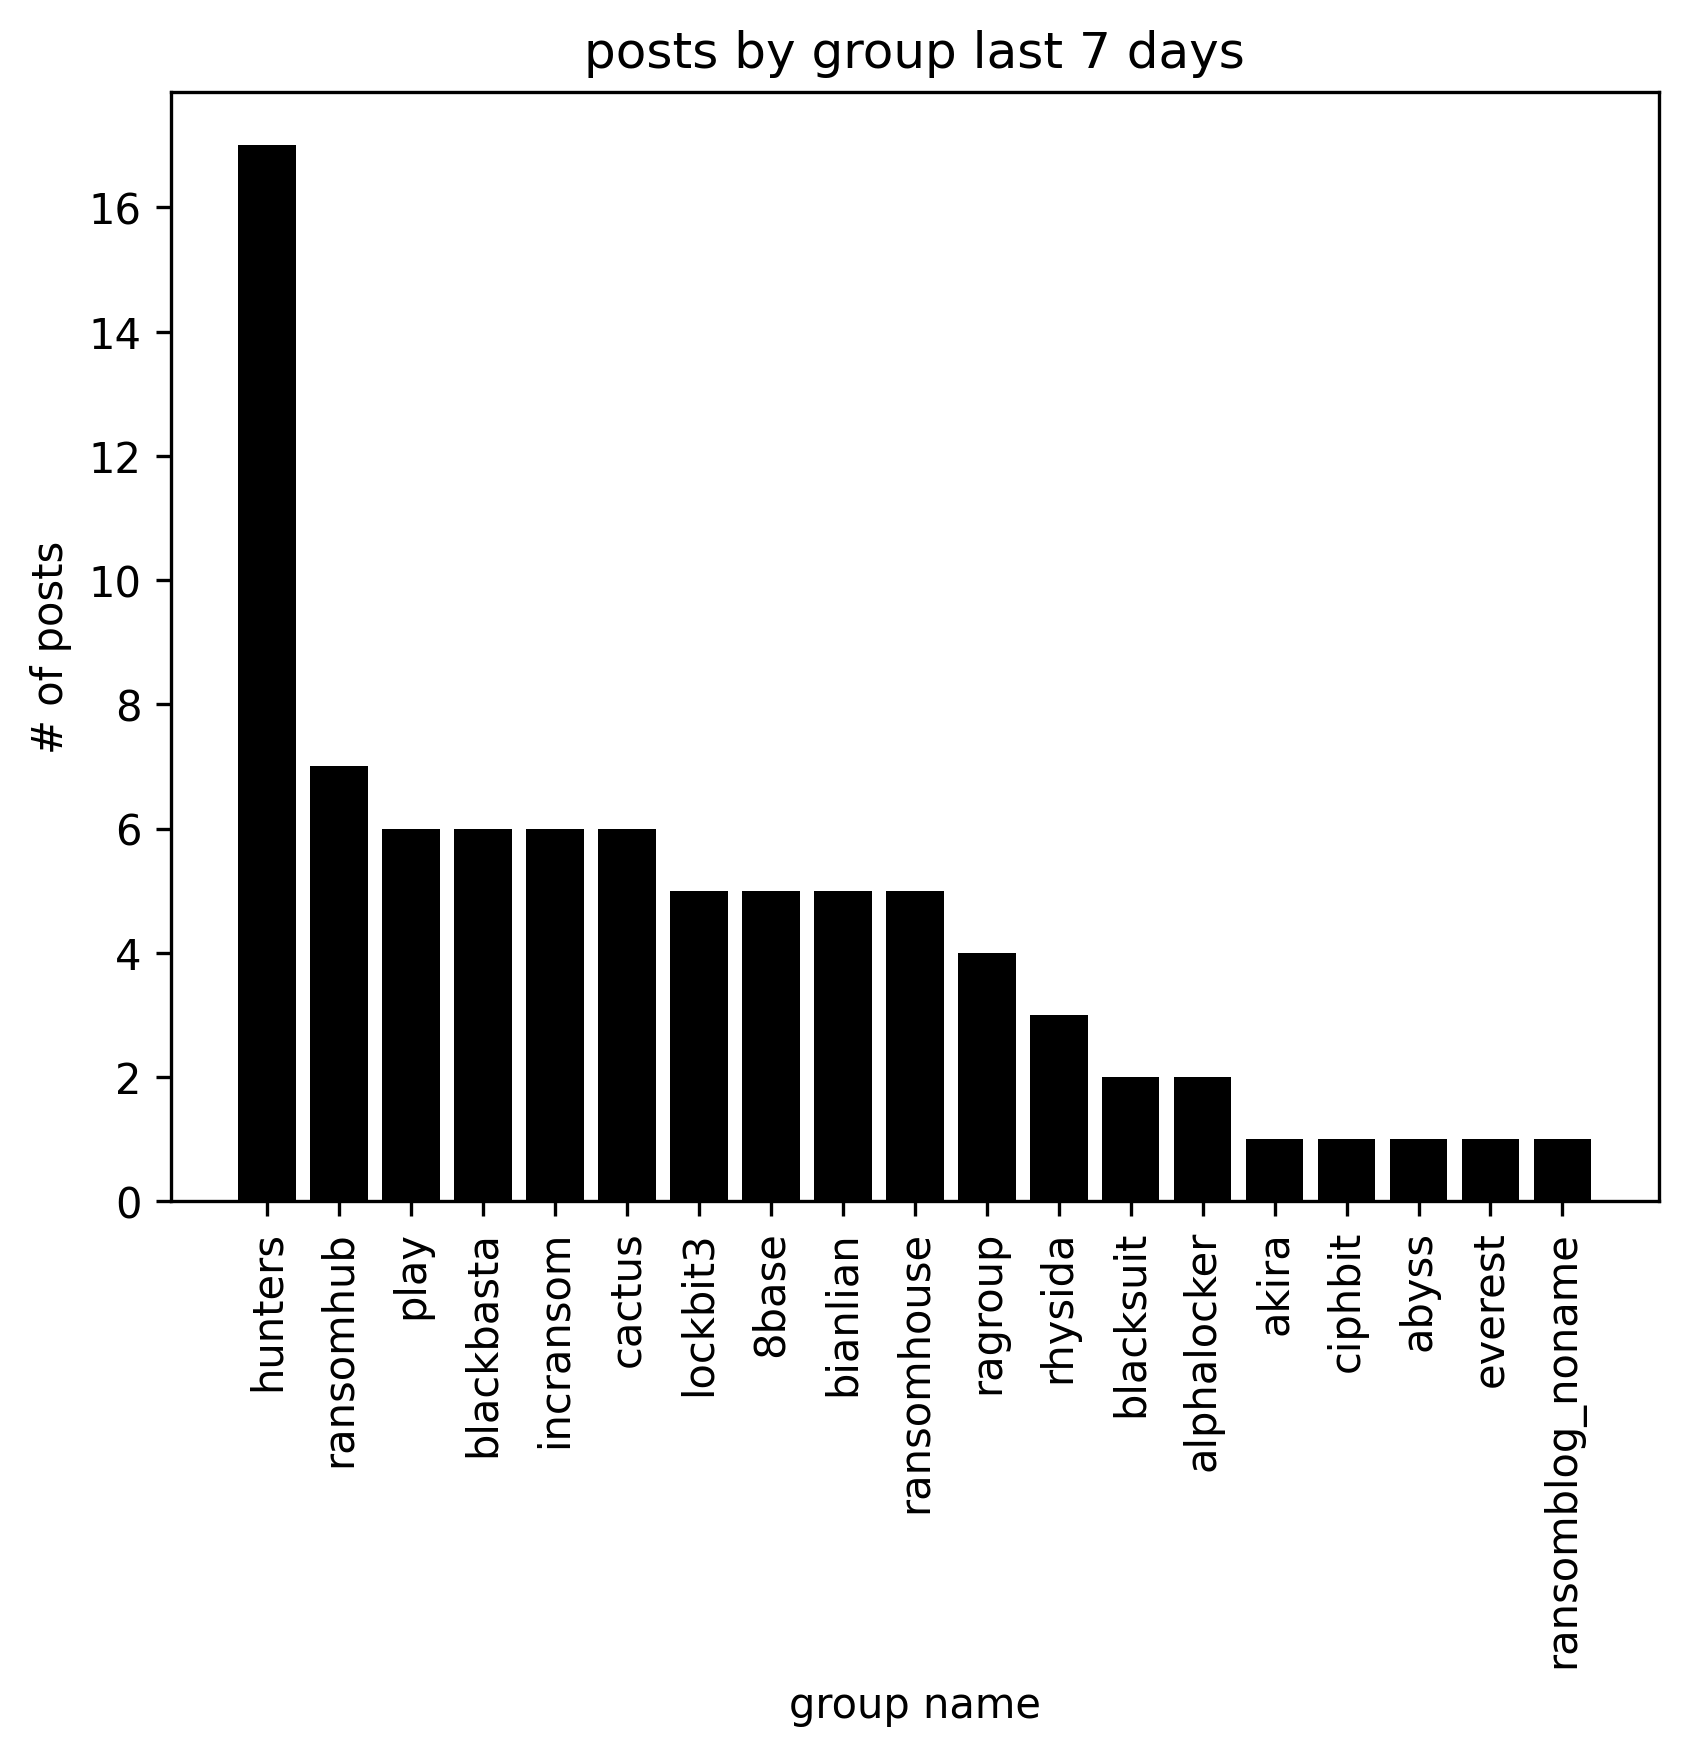 posts by group last 7 days
# of posts
16
14
12
10
8
6
4
2
0
hunters
ransomhub
play
blackbasta
incransom
cactus
lockbit3
8base
bianlian
ransomhouse
ragroup
rhysida
blacksuit
alphalocker
akira
ciphbit
abyss
everest
ransomblog_noname
group name